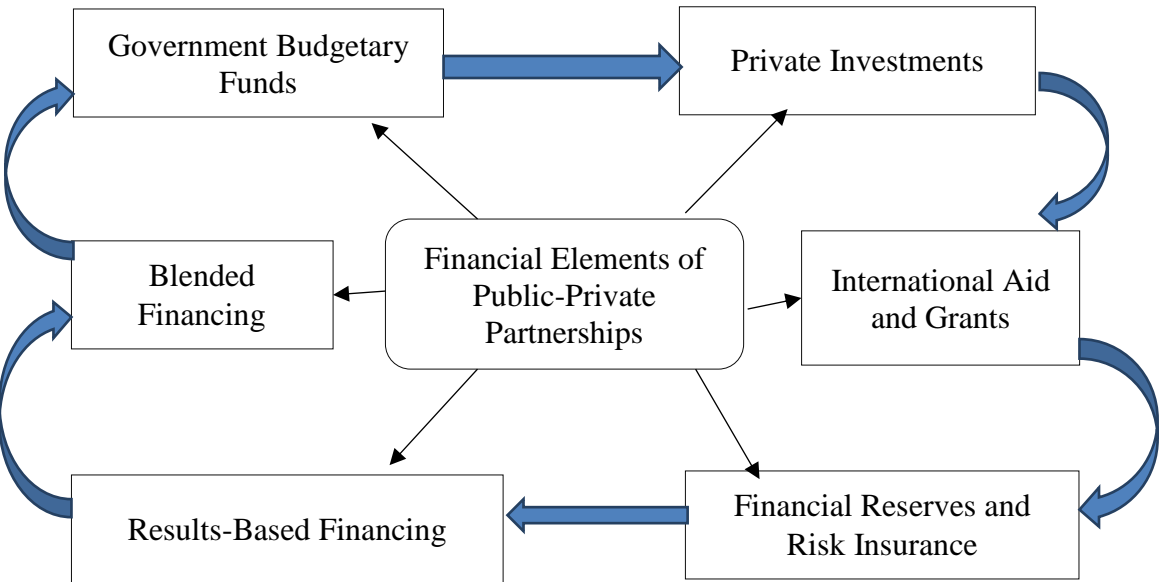 Government Budgetary
Funds
Private Investments
Financial Elements of
Public-Private
Partnerships
Blended
Financing
International Aid
and Grants
Results-Based Financing
Financial Reserves and
Risk Insurance